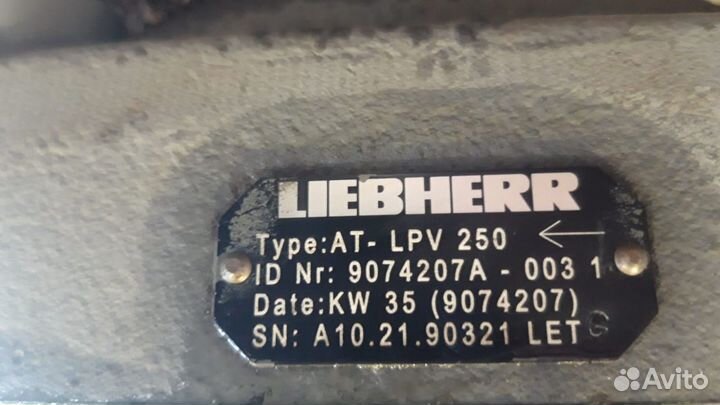 LIEBHERR
Type:AT- LPV 250 ←
ID Nr: 9074207A - 003 1
Date:KW 35 (9074207)
SN: A10.21.90321 LET G
Avito